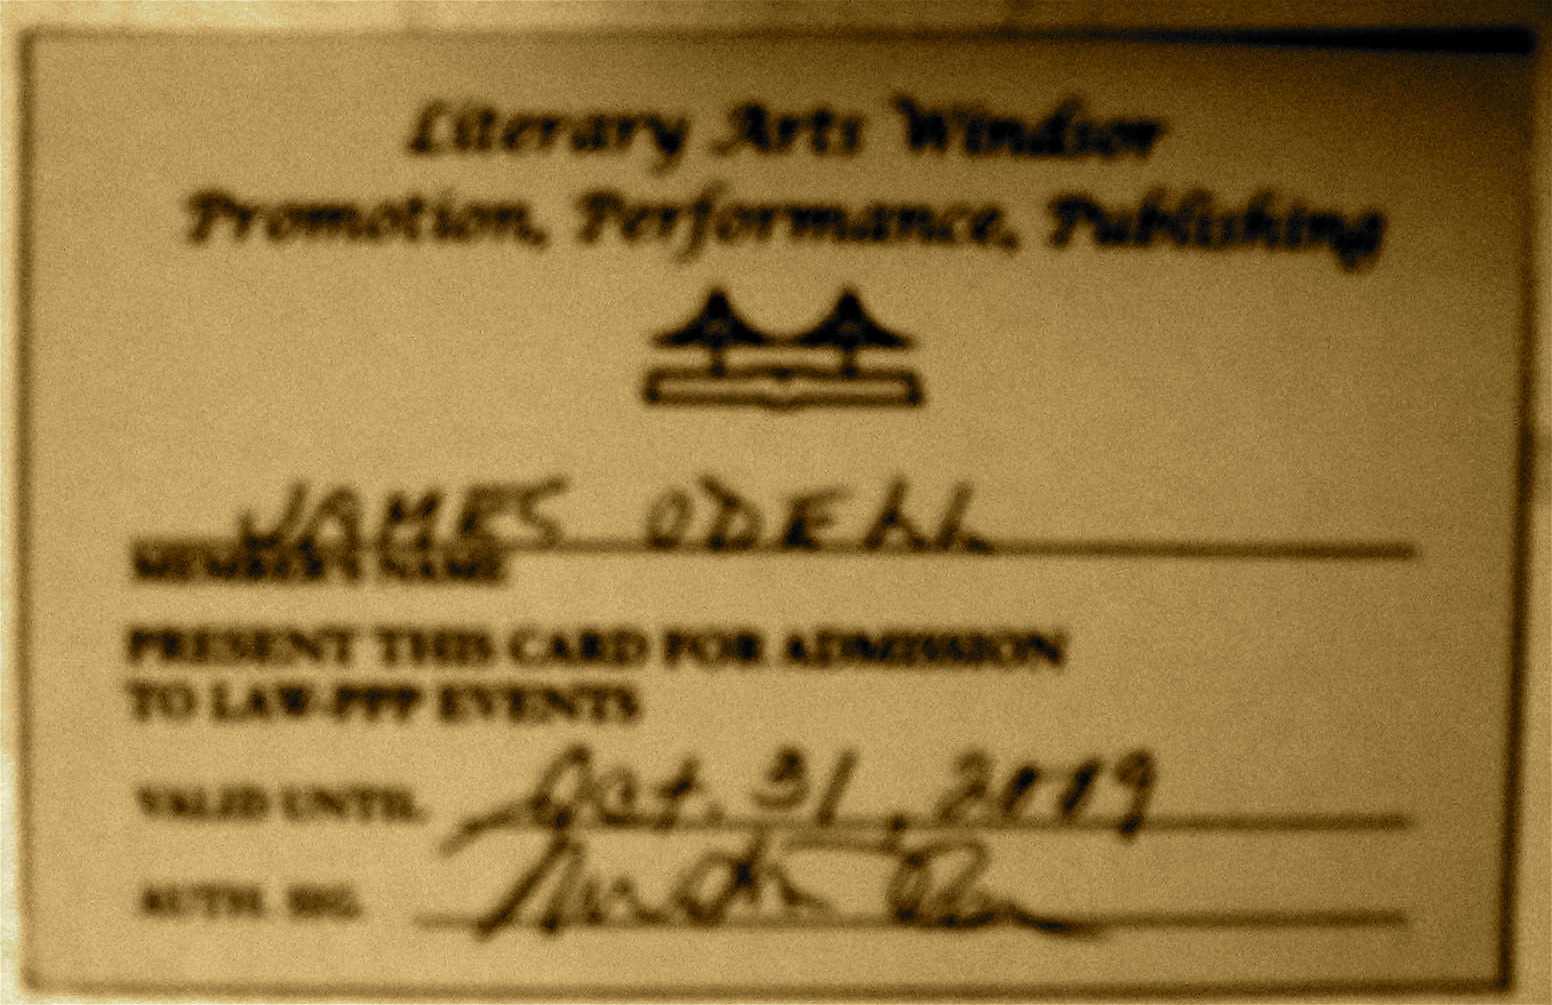 Literary Arts Windsor
Promotion, Performance, Publishing
JAMES ODELL
MEMBER'S NAME
PRESENT THIS CARD FOR ADMISSION
TO LAW-PPP EVENTS
VALID UNTIL Oct. 31, 2009
AUTH. SIG.